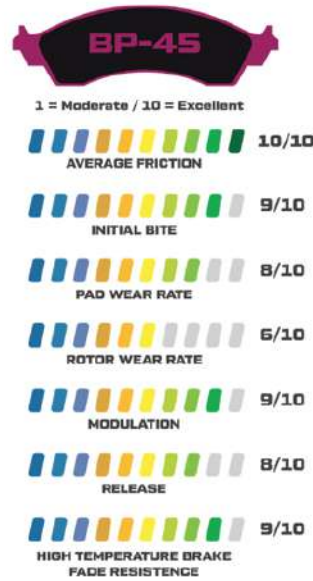 BP-45
1 = Moderate / 10 = Excellent
10/10
AVERAGE FRICTION
9/10
INITIAL BITE
8/10
PAD WEAR RATE
6/10
ROTOR WEAR RATE
9/10
MODULATION
8/10
RELEASE
9/10
HIGH TEMPERATURE BRAKE
FADE RESISTENCE